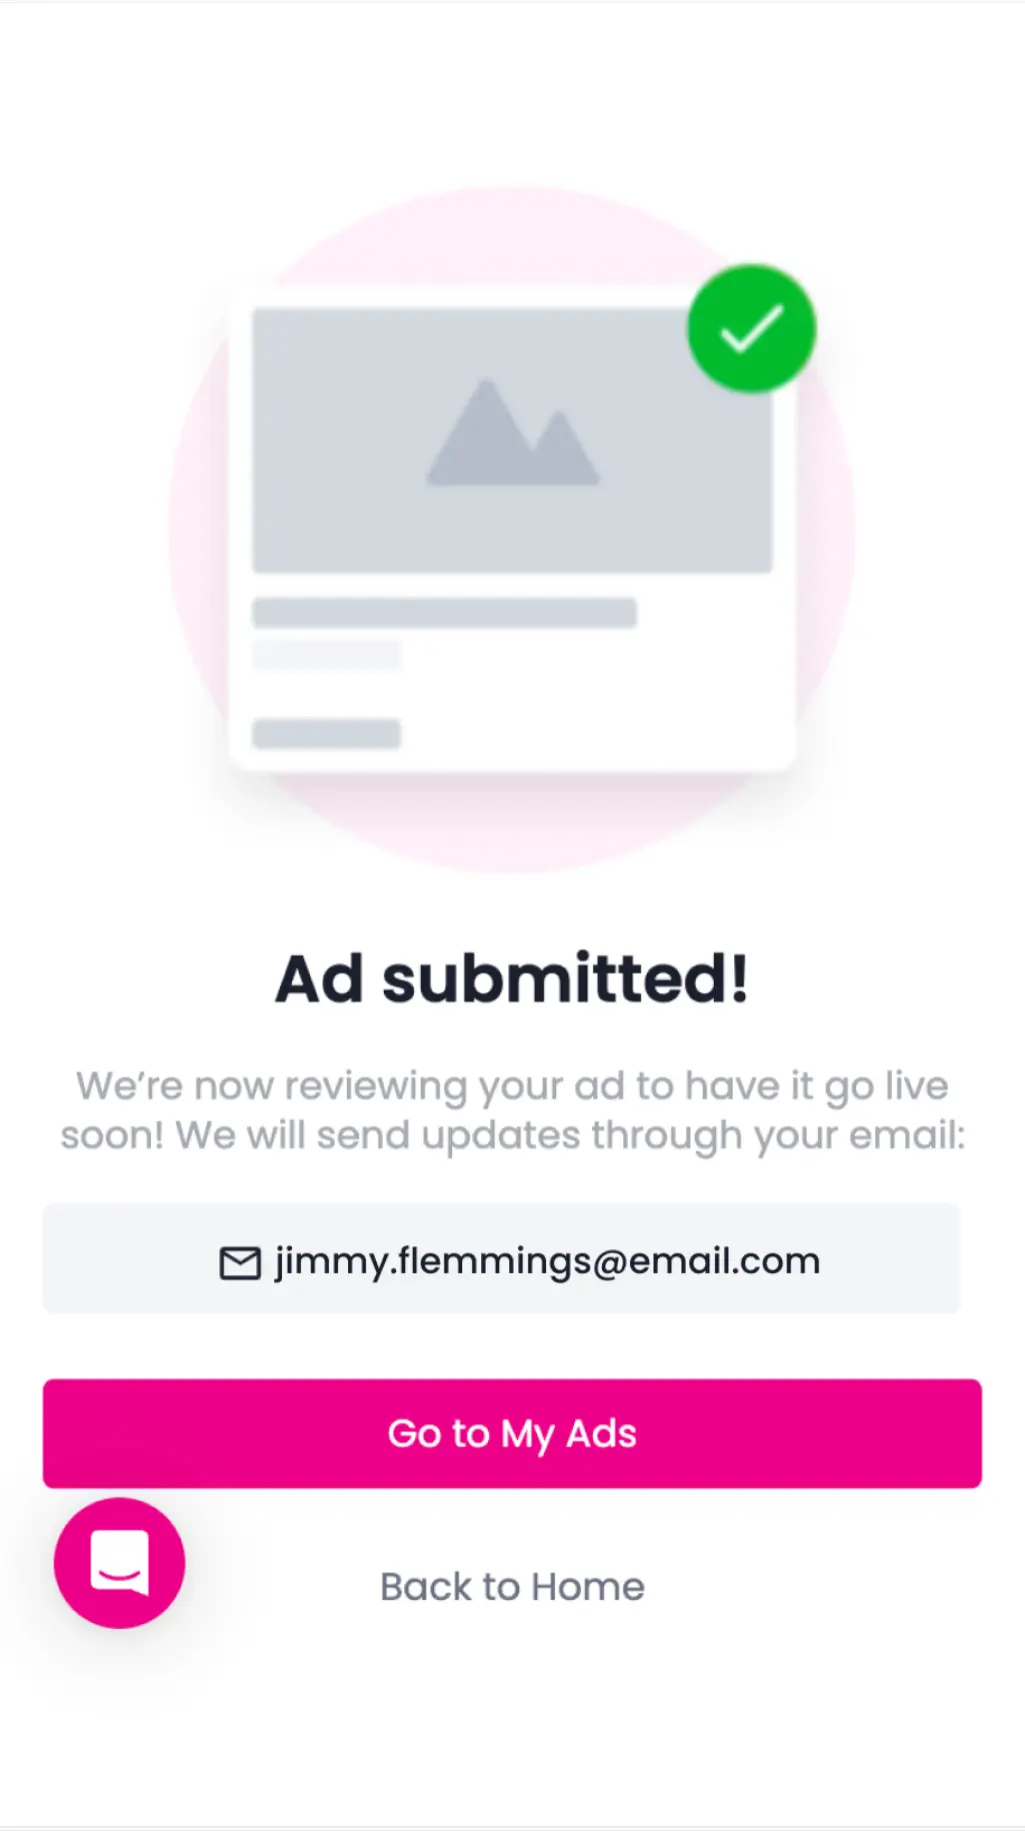 Ad submitted!
We’re now reviewing your ad to have it go live
soon! We will send updates through your email:
jimmy.flemmings@email.com
Go to My Ads
Back to Home